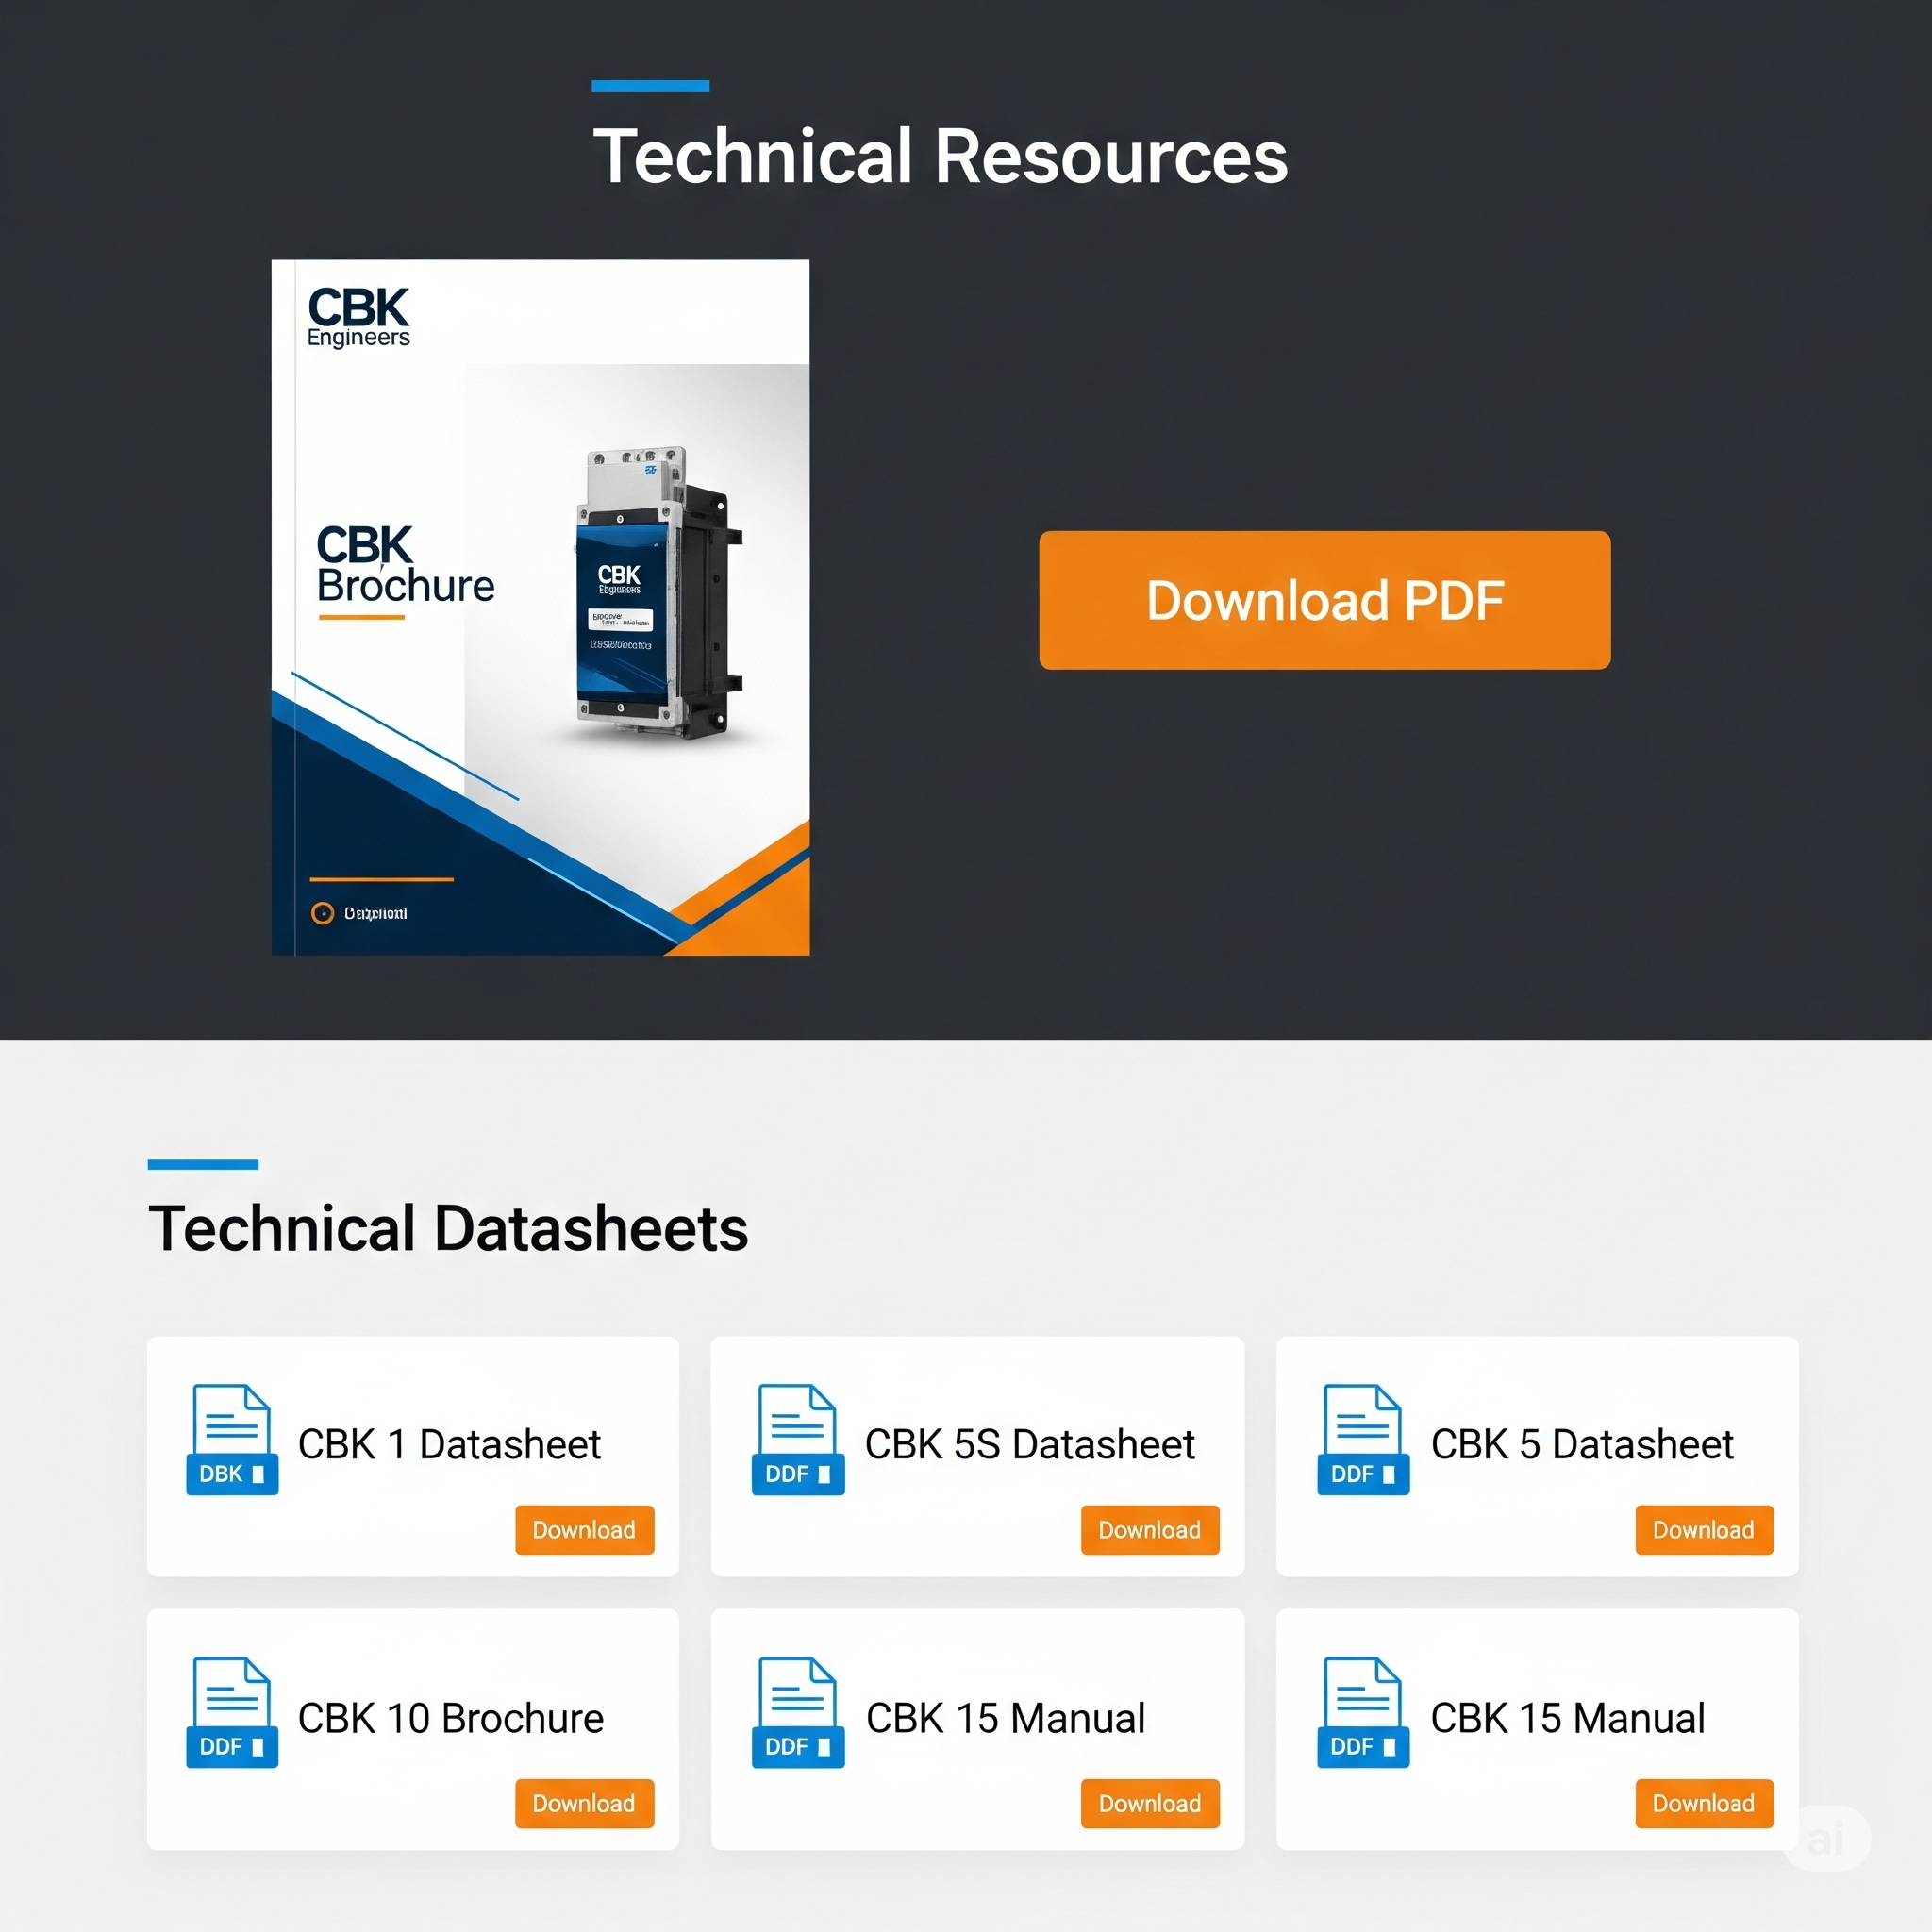 Technical Resources
CBK
Engineers
CBK
Brochure
CBK
Download PDF
Technical Datasheets
DBK
CBK 1 Datasheet
Download
DDF
CBK 5S Datasheet
Download
DDF
CBK 5 Datasheet
Download
DDF
CBK 10 Brochure
Download
DDF
CBK 15 Manual
Download
DDF
CBK 15 Manual
Download
ai